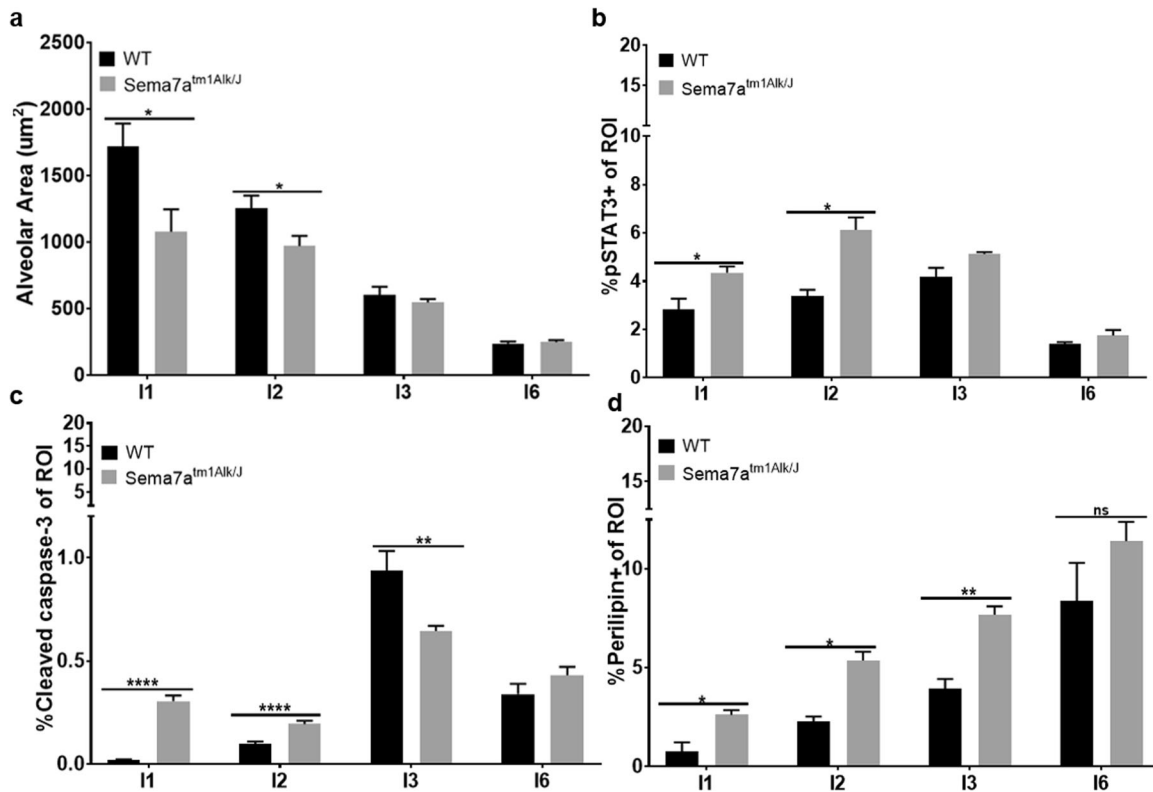 a
Alveolar Area (um²)
2500
2000
1500
1000
500
0
WT
Sema7a^tm1Alk/J
*
*
I1 I2 I3 I6
b
%pSTAT3+ of ROI
20
15
10
8
6
4
2
0
WT
Sema7a^tm1Alk/J
*
*
I1 I2 I3 I6
c
%Cleaved caspase-3 of ROI
20
15
10
5
1.0
0.5
0.0
WT
Sema7a^tm1Alk/J
****
****
**
I1 I2 I3 I6
d
%Perilipin+ of ROI
20
15
10
5
0
WT
Sema7a^tm1Alk/J
*
*
**
ns
I1 I2 I3 I6